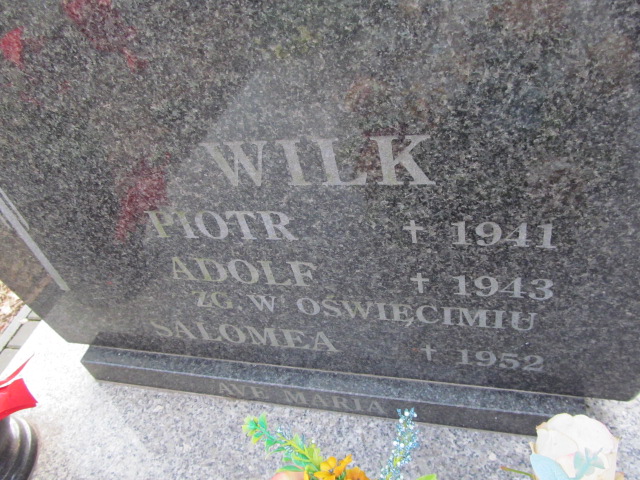 WILK
PIOTR † 1941
ADOLF † 1943
ZG. W OŚWIĘCIMIU
SALOMEA † 1952
AVE MARIA